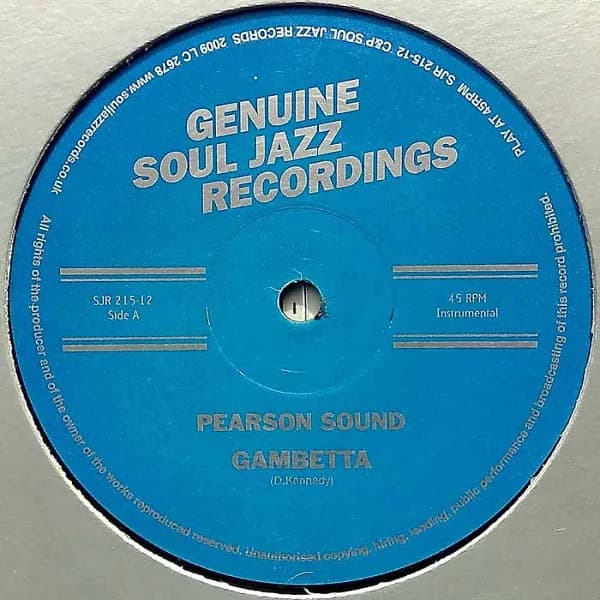 PLAY AT 45RPM SJR 215-12 C&P SOUL JAZZ RECORDS 2009 LC 2678 www.souljazzrecords.co.uk
GENUINE
SOUL JAZZ
RECORDINGS
SJR 215-12
Side A
45 RPM
Instrumental
PEARSON SOUND
GAMBETTA
(D.Kennedy)
All rights of the producer and of the owner of the works reproduced reserved. Unauthorised copying, hiring, lending, public performance and broadcasting of this record prohibited.